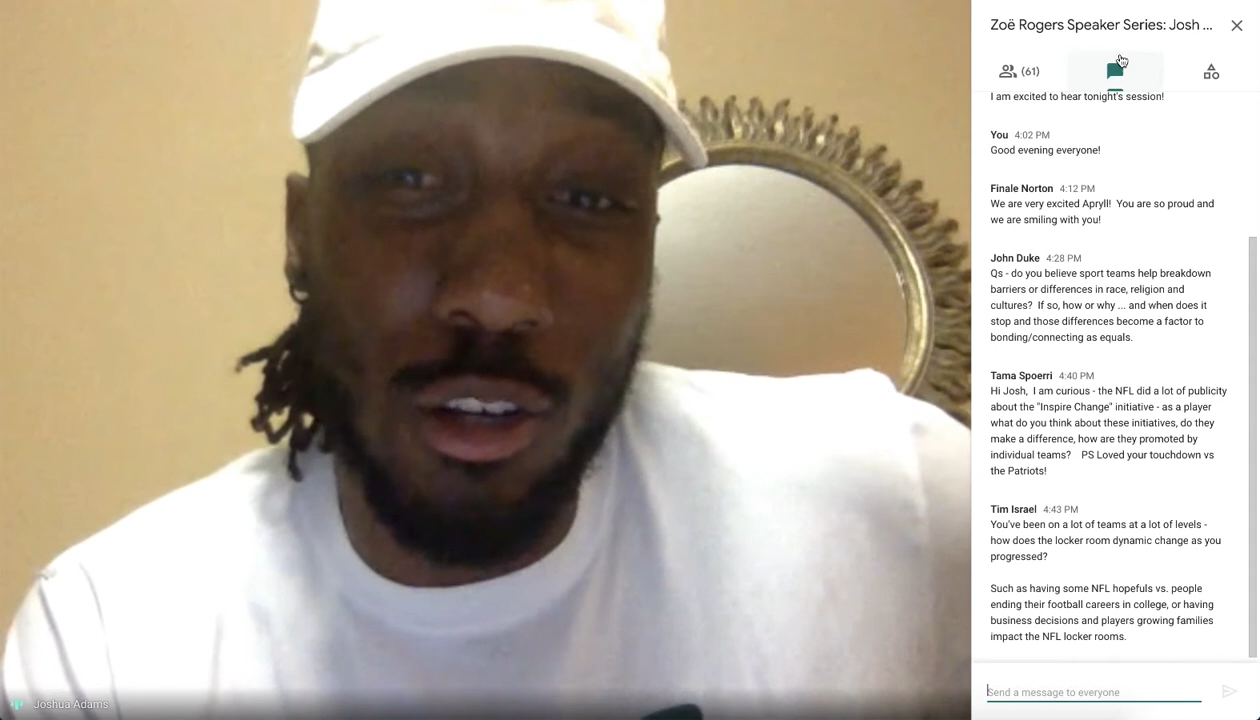 Zoë Rogers Speaker Series: Josh ...
(61)
I am excited to hear tonight's session!
You 4:02 PM
Good evening everyone!
Finale Norton 4:12 PM
We are very excited Apryll! You are so proud and
we are smiling with you!
John Duke 4:28 PM
Qs - do you believe sport teams help breakdown
barriers or differences in race, religion and
cultures? If so, how or why ... and when does it
stop and those differences become a factor to
bonding/connecting as equals.
Tama Spoerri 4:40 PM
Hi Josh, I am curious - the NFL did a lot of publicity
about the "Inspire Change" initiative - as a player
what do you think about these initiatives, do they
make a difference, how are they promoted by
individual teams? PS Loved your touchdown vs
the Patriots!
Tim Israel 4:43 PM
You've been on a lot of teams at a lot of levels -
how does the locker room dynamic change as you
progressed?
Such as having some NFL hopefuls vs. people
ending their football careers in college, or having
business decisions and players growing families
impact the NFL locker rooms.
Send a message to everyone
Joshua Adams